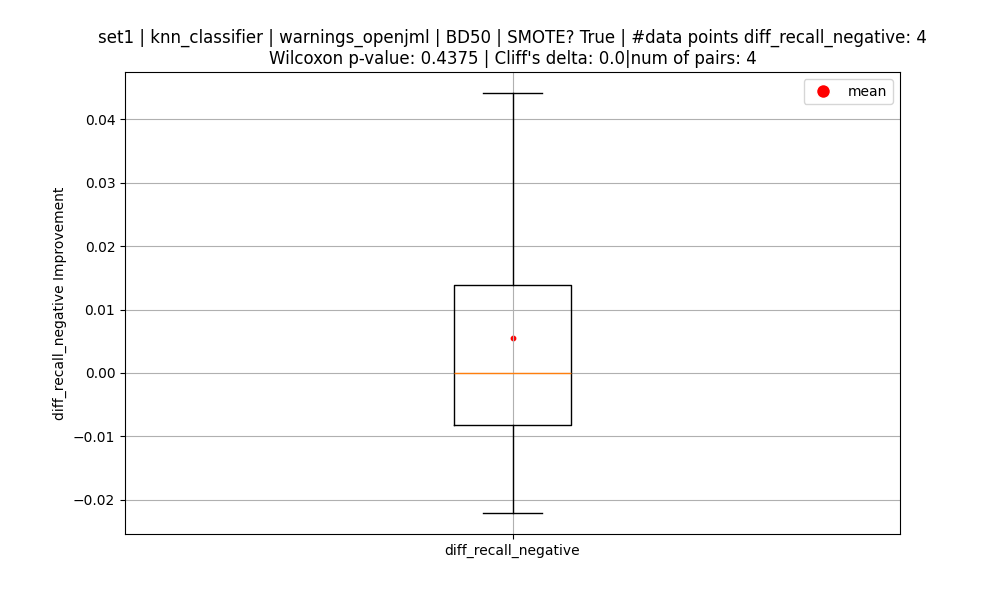 set1 | knn_classifier | warnings_openjml | BD50 | SMOTE? True | #data points diff_recall_negative: 4
Wilcoxon p-value: 0.4375 | Cliff's delta: 0.0|num of pairs: 4
mean
0.04
0.03
0.02
0.01
0.00
−0.01
−0.02
diff_recall_negative Improvement
diff_recall_negative